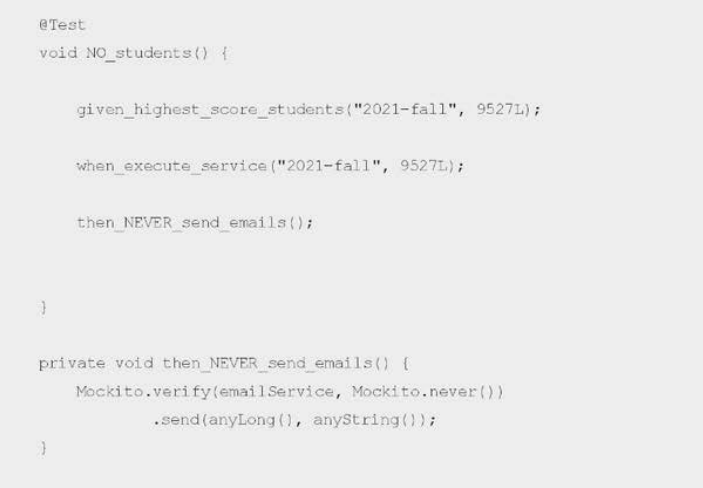 @Test
void NO_students() {
given_highest_score_students("2021-fall", 9527L);
when_execute_service("2021-fall", 9527L);
then_NEVER_send_emails();
}
private void then_NEVER_send_emails() {
Mockito.verify(emailService, Mockito.never())
.send(anyLong(), anyString());
}